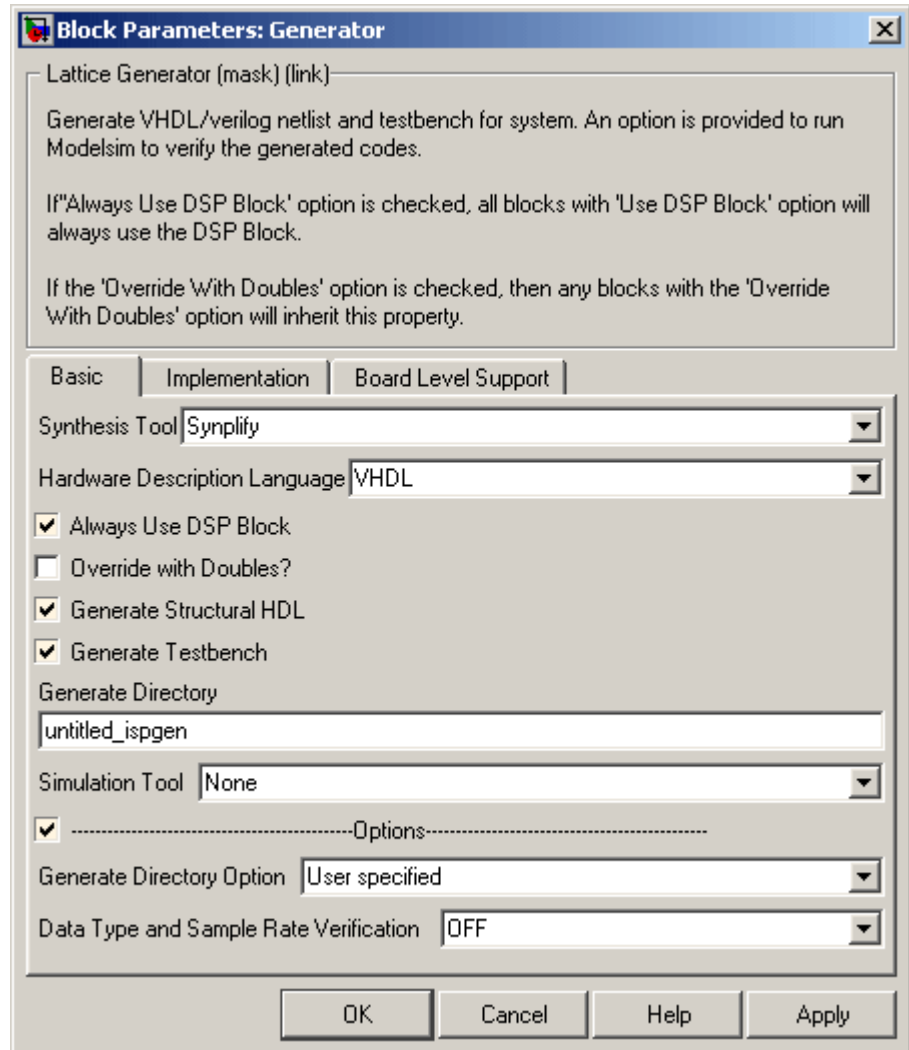 Block Parameters: Generator
Lattice Generator (mask) (link)
Generate VHDL/verilog netlist and testbench for system. An option is provided to run
Modelsim to verify the generated codes.
If"Always Use DSP Block' option is checked, all blocks with 'Use DSP Block' option will
always use the DSP Block.
If the 'Override With Doubles' option is checked, then any blocks with the 'Override
With Doubles' option will inherit this property.
Basic Implementation Board Level Support
Synthesis Tool Synplify
Hardware Description Language VHDL
Always Use DSP Block
Override with Doubles?
Generate Structural HDL
Generate Testbench
Generate Directory
untitled_ispgen
Simulation Tool None
-----------------------------------------------Options-----------------------------------------------
Generate Directory Option User specified
Data Type and Sample Rate Verification OFF
OK Cancel Help Apply